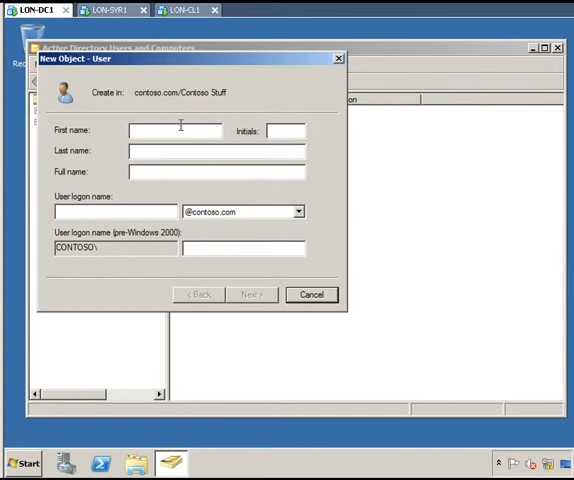 LON-DC1 LON-SVR1 LON-CL1
Active Directory Users and Computers
New Object - User
Create in: contoso.com/Contoso Stuff
First name: Initials:
Last name:
Full name:
User logon name:
@contoso.com
User logon name (pre-Windows 2000):
CONTOSO\
< Back Next > Cancel
Start